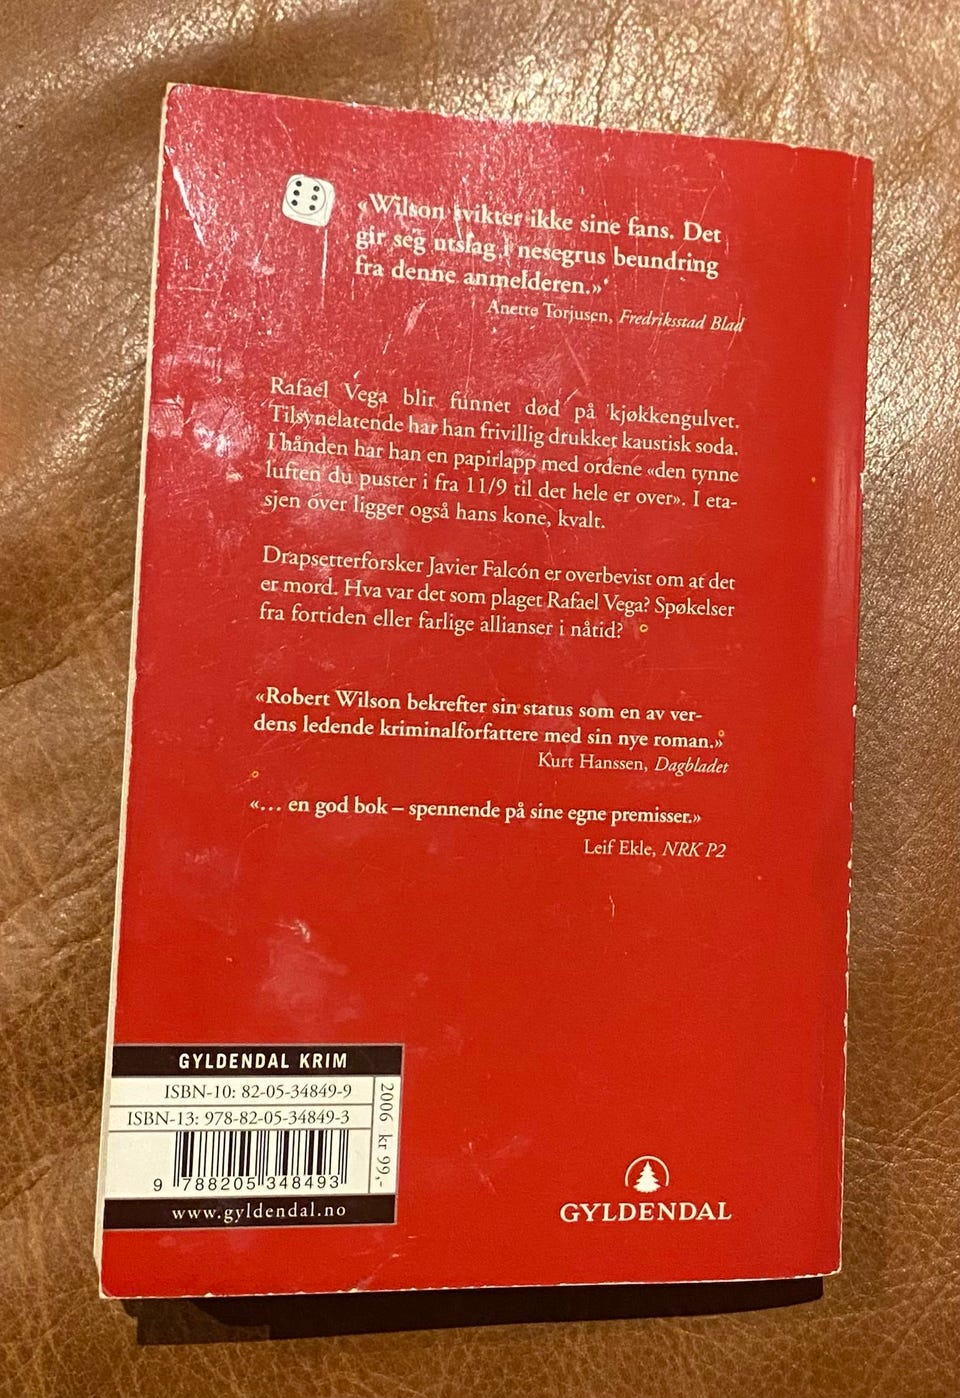 «Wilson svikter ikke sine fans. Det
gir seg utslag i nesegrus beundring
fra denne anmelderen.»
Anette Torjusen, Fredriksstad Blad
Rafael Vega blir funnet død på kjøkkengulvet.
Tilsynelatende har han frivillig drukket kaustisk soda.
I hånden har han en papirlapp med ordene «den tynne
luften du puster i fra 11/9 til det hele er over». I eta-
sjen over ligger også hans kone, kvalt.
Drapsetterforsker Javier Falcón er overbevist om at det
er mord. Hva var det som plaget Rafael Vega? Spøkelser
fra fortiden eller farlige allianser i nåtid?
«Robert Wilson bekrefter sin status som en av ver-
dens ledende kriminalforfattere med sin nye roman.»
Kurt Hanssen, Dagbladet
«... en god bok – spennende på sine egne premisser.»
Leif Ekle, NRK P2
GYLDENDAL KRIM
ISBN-10: 82-05-34849-9
ISBN-13: 978-82-05-34849-3
2006 kr 99,-
9 788205 348493
www.gyldendal.no
GYLDENDAL